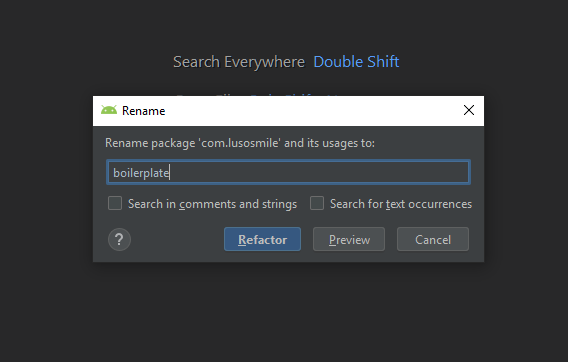 Search Everywhere Double Shift
Rename
Rename package 'com.lusosmile' and its usages to:
boilerplate
Search in comments and strings
Search for text occurrences
?
Refactor
Preview
Cancel